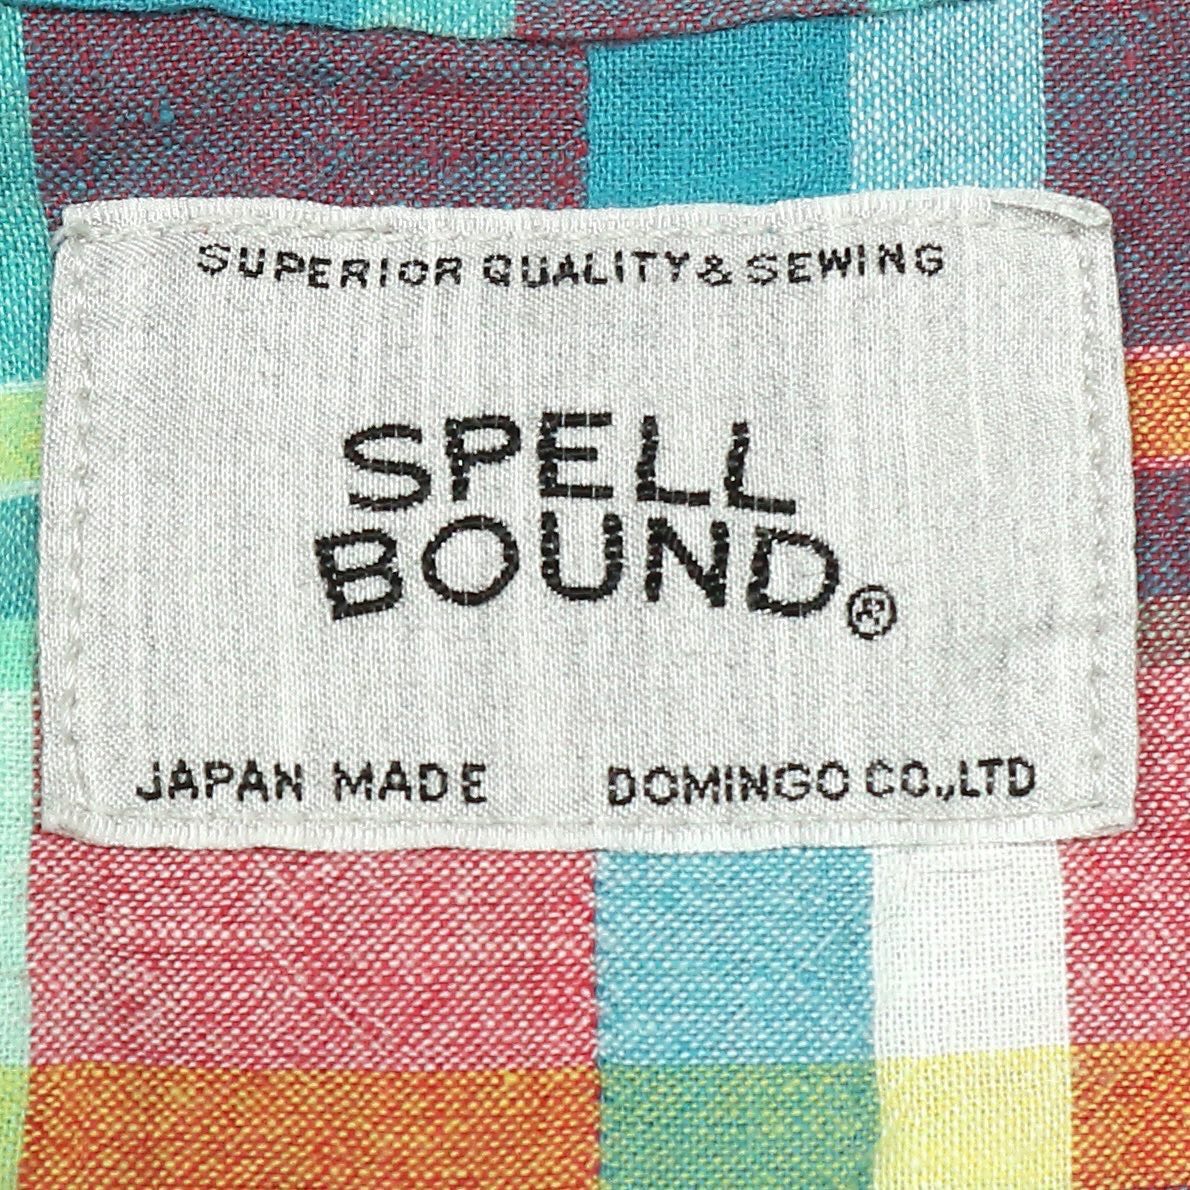 SUPERIOR QUALITY & SEWING
SPELL
BOUND®
JAPAN MADE DOMINGO CO.,LTD